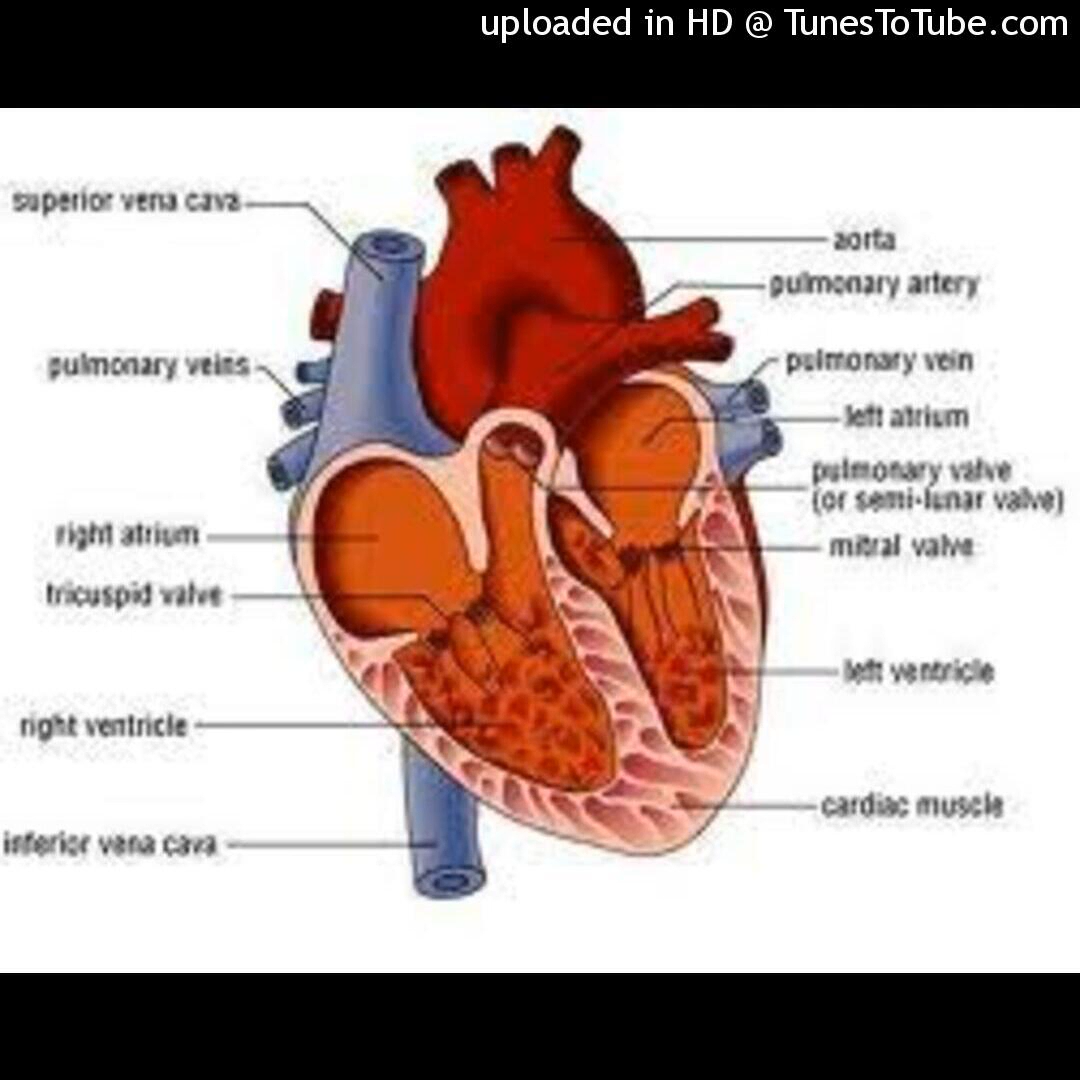 uploaded in HD @ TunesToTube.com
superior vena cava
aorta
pulmonary artery
pulmonary veins
pulmonary vein
left atrium
pulmonary valve
(or semi-lunar valve)
right atrium
mitral valve
tricuspid valve
left ventricle
right ventricle
cardiac muscle
inferior vena cava